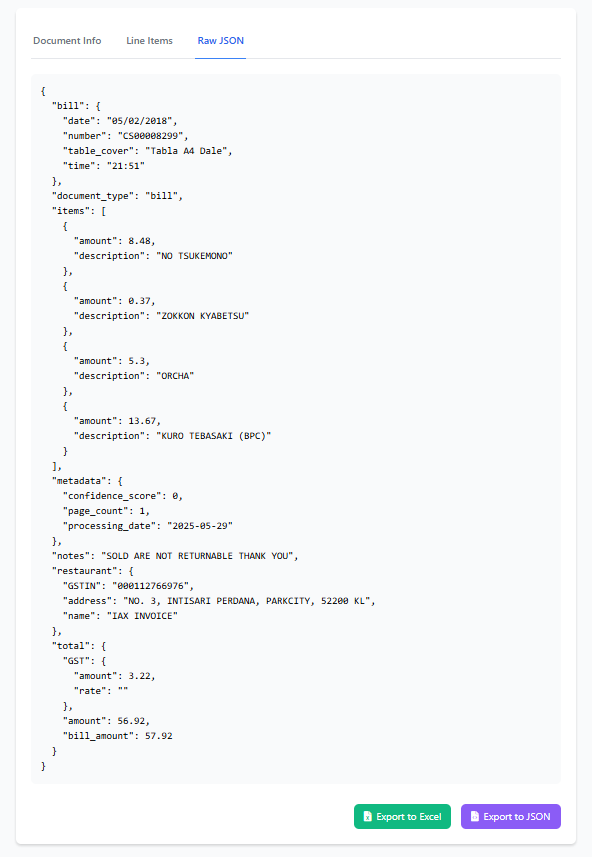 Document Info Line Items Raw JSON
{
  "bill": {
    "date": "05/02/2018",
    "number": "CS00008299",
    "table_cover": "Tabla A4 Dale",
    "time": "21:51"
  },
  "document_type": "bill",
  "items": [
    {
      "amount": 8.48,
      "description": "NO TSUKEMONO"
    },
    {
      "amount": 0.37,
      "description": "ZOKKON KYABETSU"
    },
    {
      "amount": 5.3,
      "description": "ORCHA"
    },
    {
      "amount": 13.67,
      "description": "KURO TEBASAKI (BPC)"
    }
  ],
  "metadata": {
    "confidence_score": 0,
    "page_count": 1,
    "processing_date": "2025-05-29"
  },
  "notes": "SOLD ARE NOT RETURNABLE THANK YOU",
  "restaurant": {
    "GSTIN": "000112766976",
    "address": "NO. 3, INTISARI PERDANA, PARKCITY, 52200 KL",
    "name": "IAX INVOICE"
  },
  "total": {
    "GST": {
      "amount": 3.22,
      "rate": ""
    },
    "amount": 56.92,
    "bill_amount": 57.92
  }
}
Export to Excel Export to JSON